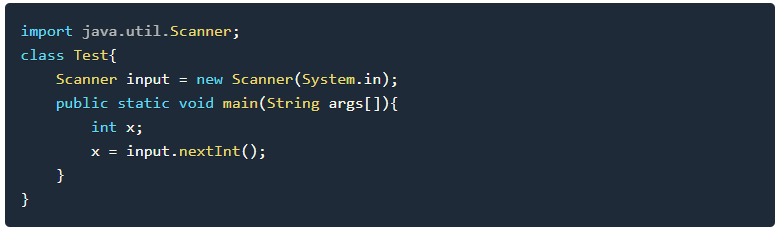 import java.util.Scanner;
class Test{
    Scanner input = new Scanner(System.in);
    public static void main(String args[]){
        int x;
        x = input.nextInt();
    }
}